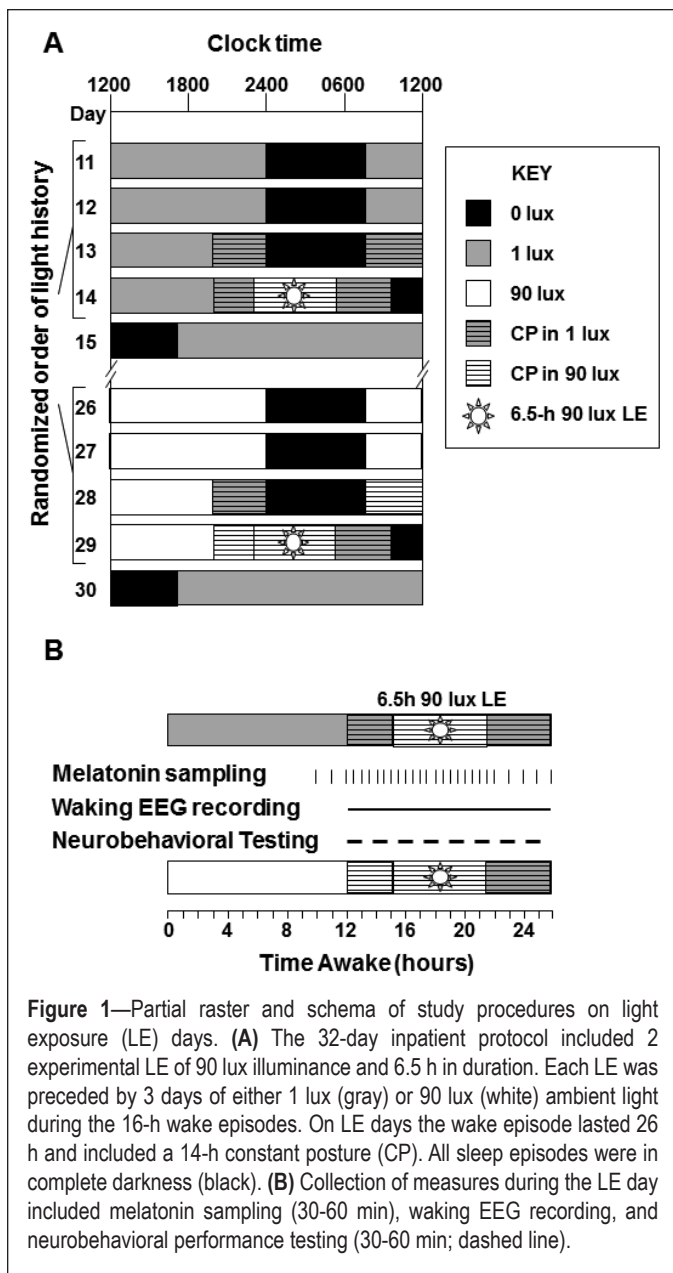 A
Clock time
1200 1800 2400 0600 1200
Day
Randomized order of light history
11
12
13
14
15
26
27
28
29
30
KEY
0 lux
1 lux
90 lux
CP in 1 lux
CP in 90 lux
6.5-h 90 lux LE
B
6.5h 90 lux LE
Melatonin sampling
Waking EEG recording
Neurobehavioral Testing
0 4 8 12 16 20 24
Time Awake (hours)
Figure 1—Partial raster and schema of study procedures on light
exposure (LE) days. (A) The 32-day inpatient protocol included 2
experimental LE of 90 lux illuminance and 6.5 h in duration. Each LE was
preceded by 3 days of either 1 lux (gray) or 90 lux (white) ambient light
during the 16-h wake episodes. On LE days the wake episode lasted 26
h and included a 14-h constant posture (CP). All sleep episodes were in
complete darkness (black). (B) Collection of measures during the LE day
included melatonin sampling (30-60 min), waking EEG recording, and
neurobehavioral performance testing (30-60 min; dashed line).